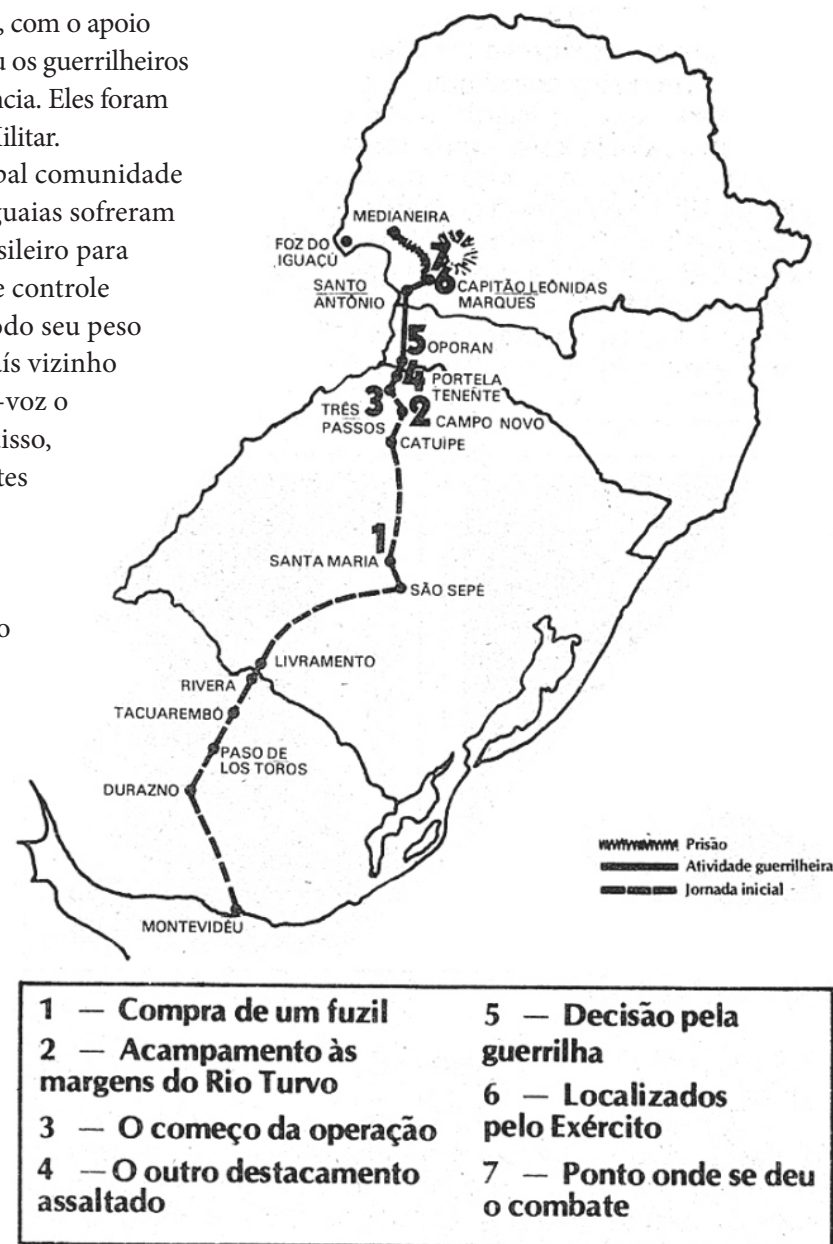 , com o apoio
u os guerrilheiros
ncia. Eles foram
Militar.
pal comunidade
guaias sofreram
sileiro para
e controle
odo seu peso
aís vizinho
-voz o
isso,
tes
o
MEDIANEIRA
FOZ DO
IGUAÇÚ
SANTO
ANTÔNIO
7
6
CAPITÃO LEÔNIDAS
MARQUES
5
OPORAN
4
PORTELA
TENENTE
3
TRÊS
PASSOS
2
CAMPO NOVO
CATUÍPE
1
SANTA MARIA
SÃO SEPÉ
LIVRAMENTO
RIVERA
TACUAREMBÓ
PASO DE
LOS TOROS
DURAZNO
MONTEVIDÉU
Prisão
Atividade guerrilheira
Jornada inicial
1 — Compra de um fuzil
2 — Acampamento às
margens do Rio Turvo
3 — O começo da operação
4 — O outro destacamento
assaltado
5 — Decisão pela
guerrilha
6 — Localizados
pelo Exército
7 — Ponto onde se deu
o combate